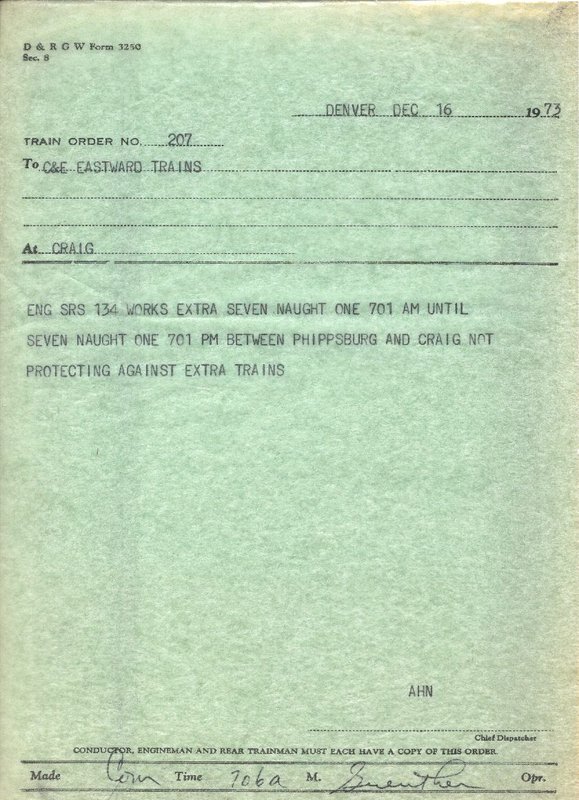 D & R G W Form 3250
Sec. 8
DENVER DEC 16 1973
TRAIN ORDER NO. 207
To C&E EASTWARD TRAINS
At CRAIG
ENG SRS 134 WORKS EXTRA SEVEN NAUGHT ONE 701 AM UNTIL
SEVEN NAUGHT ONE 701 PM BETWEEN PHIPPSBURG AND CRAIG NOT
PROTECTING AGAINST EXTRA TRAINS
AHN
Chief Dispatcher
CONDUCTOR, ENGINEMAN AND REAR TRAINMAN MUST EACH HAVE A COPY OF THIS ORDER.
Made Com Time 706a M. Guenther Opr.